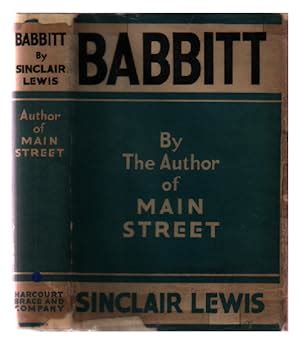 BABBITT
By
SINCLAIR
LEWIS
Author
of
MAIN
STREET
HARCOURT
BRACE AND
COMPANY
BABBITT
By
The Author
of
MAIN
STREET
SINCLAIR LEWIS